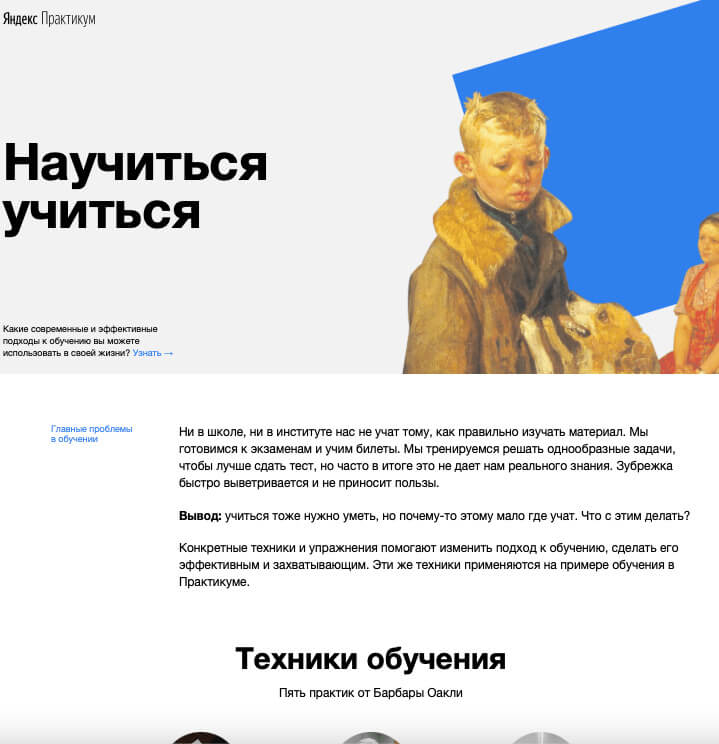 Яндекс Практикум
Научиться
учиться
Какие современные и эффективные
подходы к обучению вы можете
использовать в своей жизни? Узнать →
Главные проблемы
в обучении
Ни в школе, ни в институте нас не учат тому, как правильно изучать материал. Мы
готовимся к экзаменам и учим билеты. Мы тренируемся решать однообразные задачи,
чтобы лучше сдать тест, но часто в итоге это не дает нам реального знания. Зубрежка
быстро выветривается и не приносит пользы.
Вывод: учиться тоже нужно уметь, но почему-то этому мало где учат. Что с этим делать?
Конкретные техники и упражнения помогают изменить подход к обучению, сделать его
эффективным и захватывающим. Эти же техники применяются на примере обучения в
Практикуме.
Техники обучения
Пять практик от Барбары Оакли